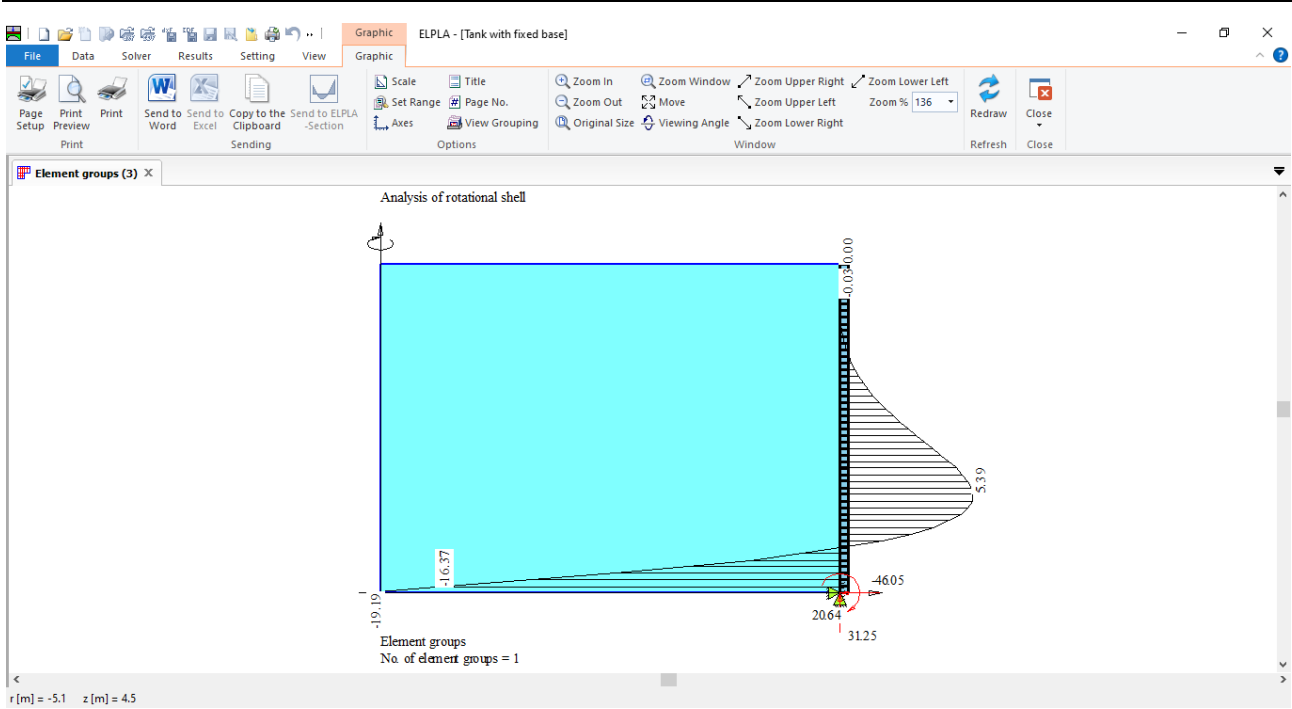 Graphic ELPLA - [Tank with fixed base]
File Data Solver Results Setting View Graphic
Page Setup Print Preview Print Send to Word Send to Excel Copy to the Clipboard Send to ELPLA -Section
Scale Title Zoom In Zoom Window Zoom Upper Right Zoom Lower Left
Set Range # Page No. Zoom Out Move Zoom Upper Left Zoom % 136
Axes View Grouping Original Size Viewing Angle Zoom Lower Right
Redraw Close
Print Sending Options Window Refresh Close
Element groups (3) X
Analysis of rotational shell
0.00
-0.03
5.39
-16.37
-46.05
-19.19
20.64
31.25
Element groups
No. of element groups = 1
r [m] = -5.1 z [m] = 4.5